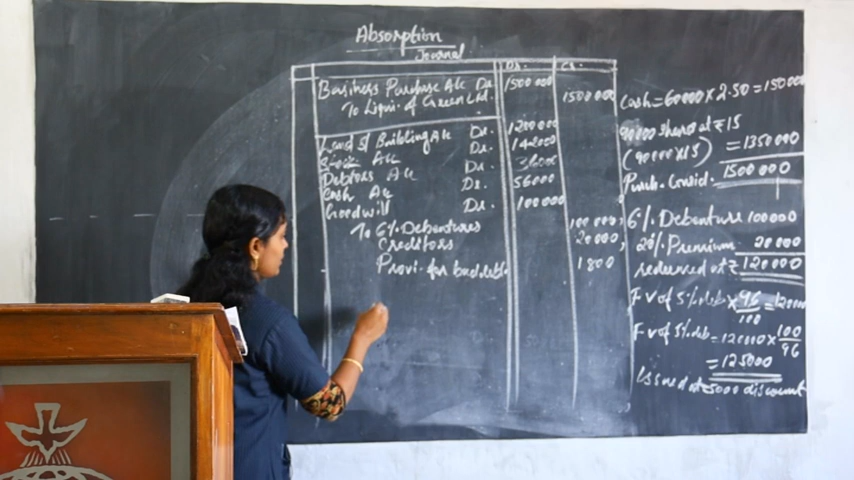 Absorption
Journal
Dr. Cr.
Business Purchase A/c Dr. 1500000
To Liqui. of Green Ltd. 1500000
Land & Building A/c Dr. 1200000
Stock A/c Dr. 142000
Debtors A/c Dr. 36000
Cash A/c Dr. 56000
Goodwill Dr. 100000
To 6% Debentures 100000
Creditors 20000
Provi. for bad debts. 1800
Cash = 60000 X 2.50 = 150000
90000 shares at ₹ 15
(90000 X 15) = 1350000
Purch. Consid. 1500000
6% Debenture 100000
20% Premium 20000
redeemed at ₹ 120000
F V of 5% deb X 96/100 = 120000
F V of 5% deb = 120000 X 100/96
= 125000
Issued at 5000 discount